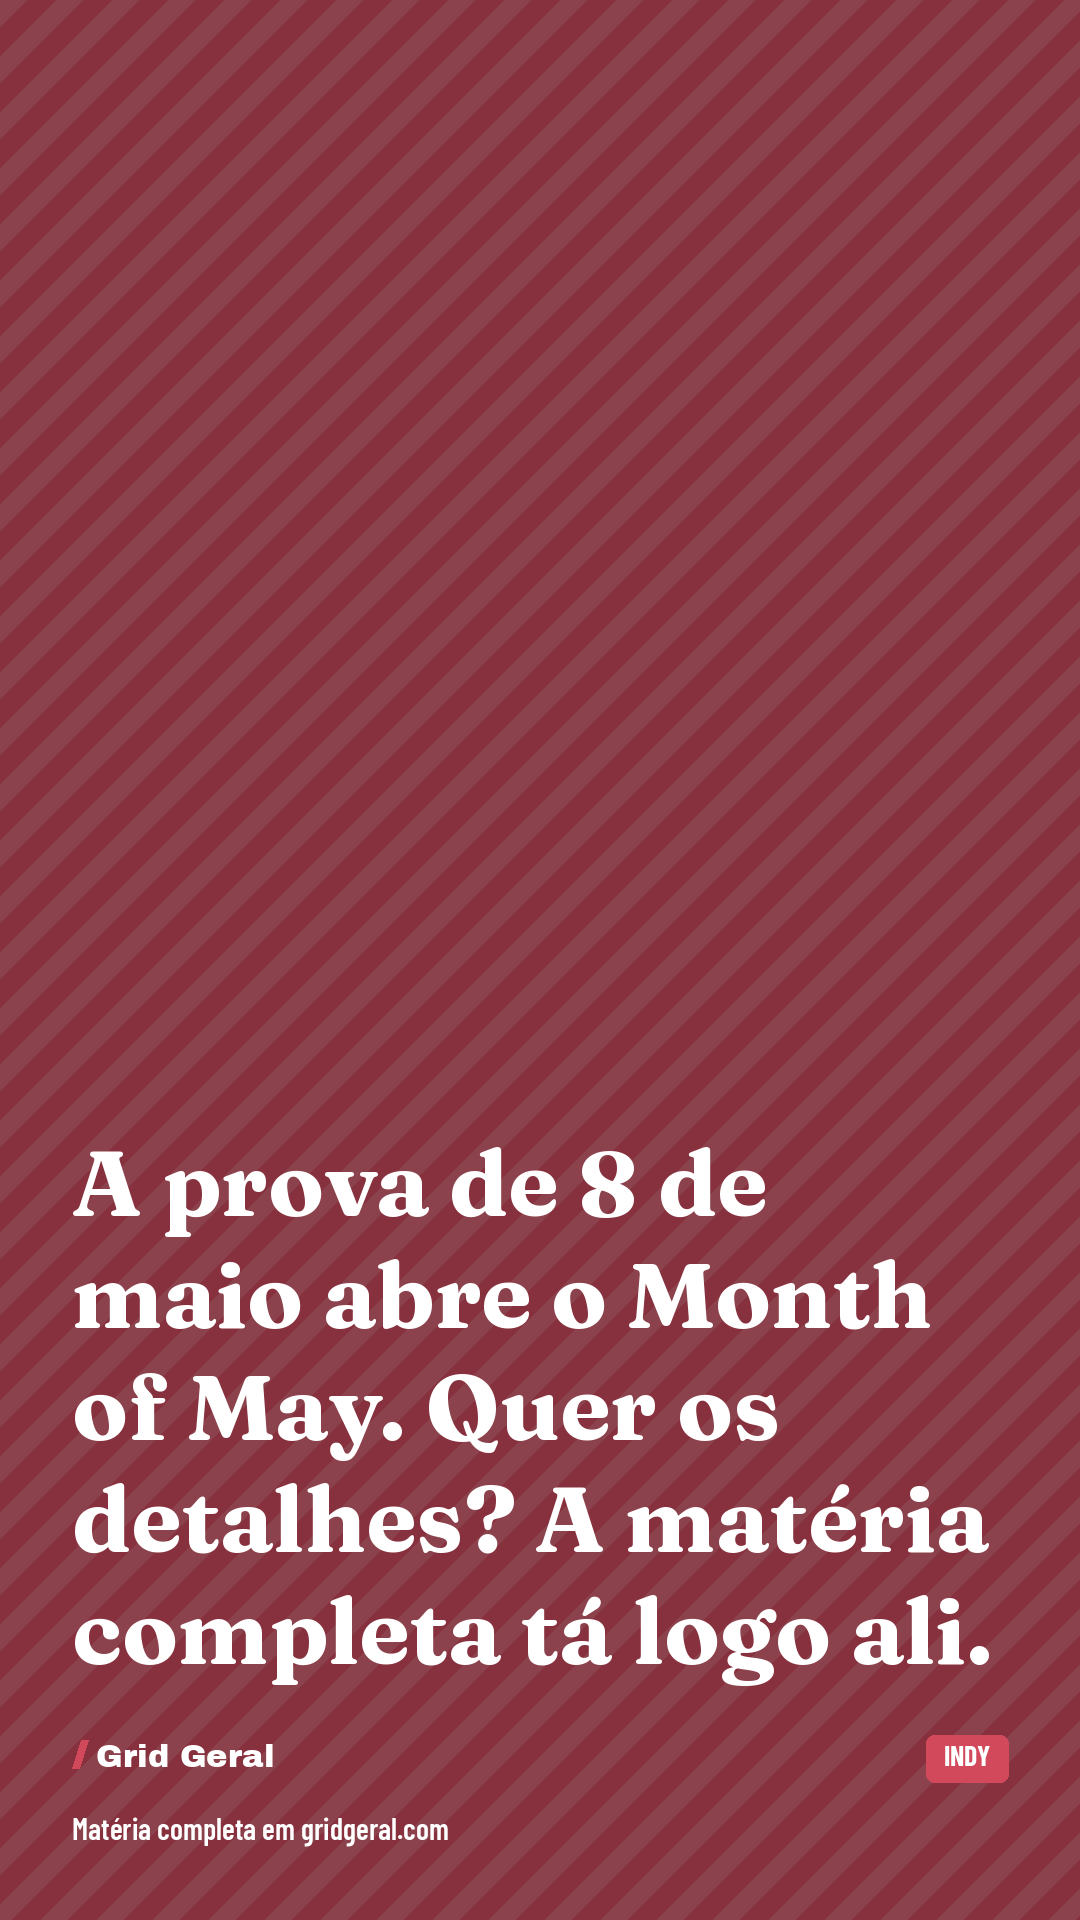 A prova de 8 de
maio abre o Month
of May. Quer os
detalhes? A matéria
completa tá logo ali.
/ Grid Geral
INDY
Matéria completa em gridgeral.com